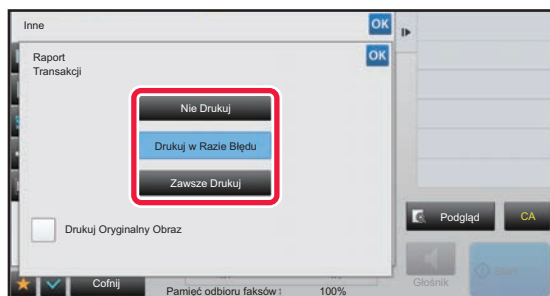 Inne
OK
Raport
Transakcji
OK
Nie Drukuj
Drukuj w Razie Błędu
Zawsze Drukuj
Drukuj Oryginalny Obraz
Podgląd
CA
Cofnij
Pamięć odbioru faksów: 100%
Głośnik
Start